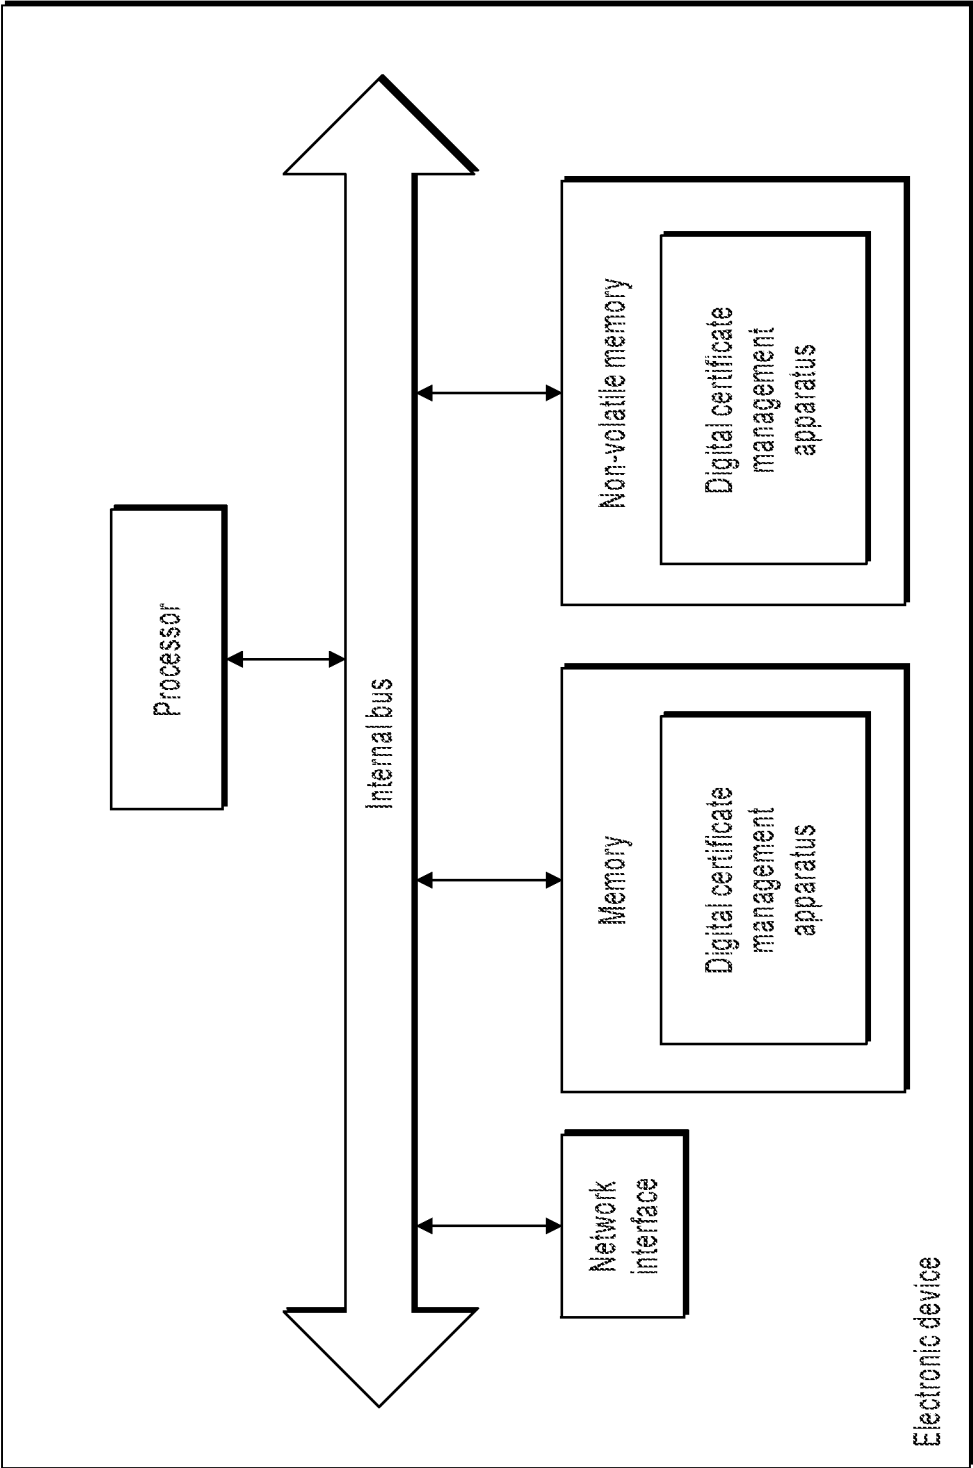 Processor
Internal bus
Network
interface
Memory
Digital certificate
management
apparatus
Non-volatile memory
Digital certificate
management
apparatus
Electronic device